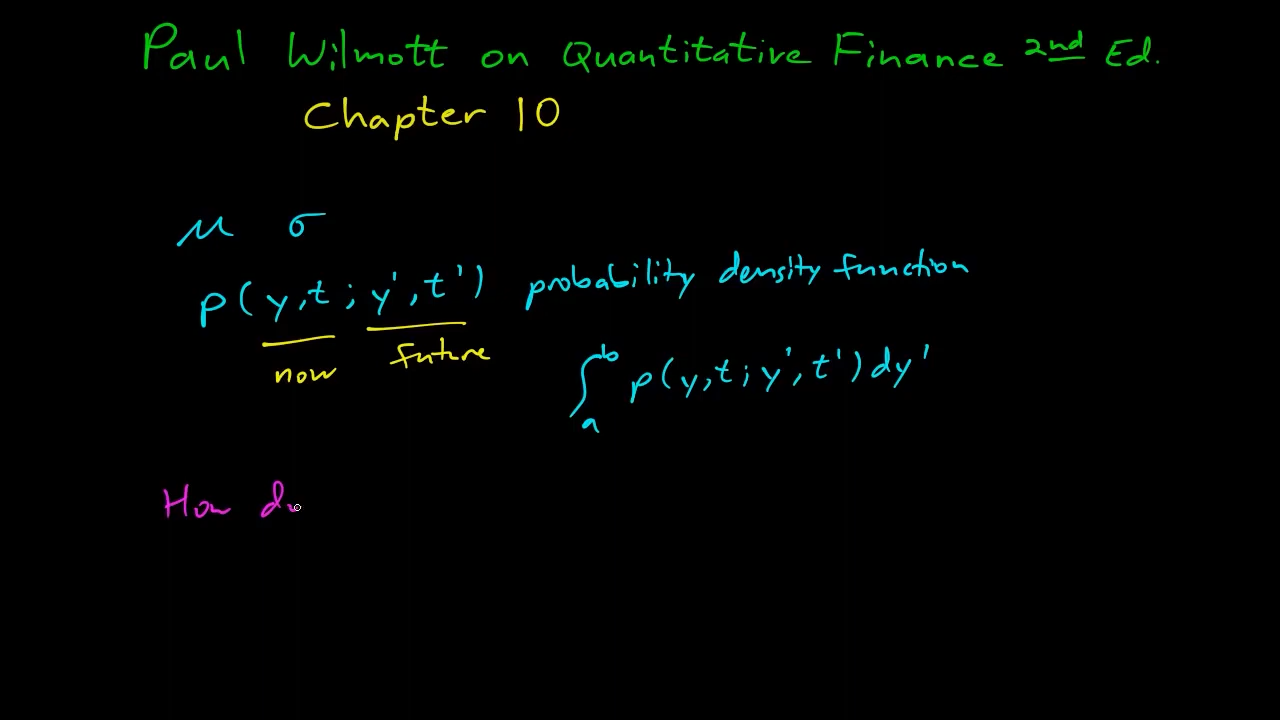 Paul Wilmott on Quantitative Finance 2nd Ed.
Chapter 10
μ σ
p(y,t; y',t') probability density function
now future
∫ₐᵇ p(y,t; y',t')dy'
How d